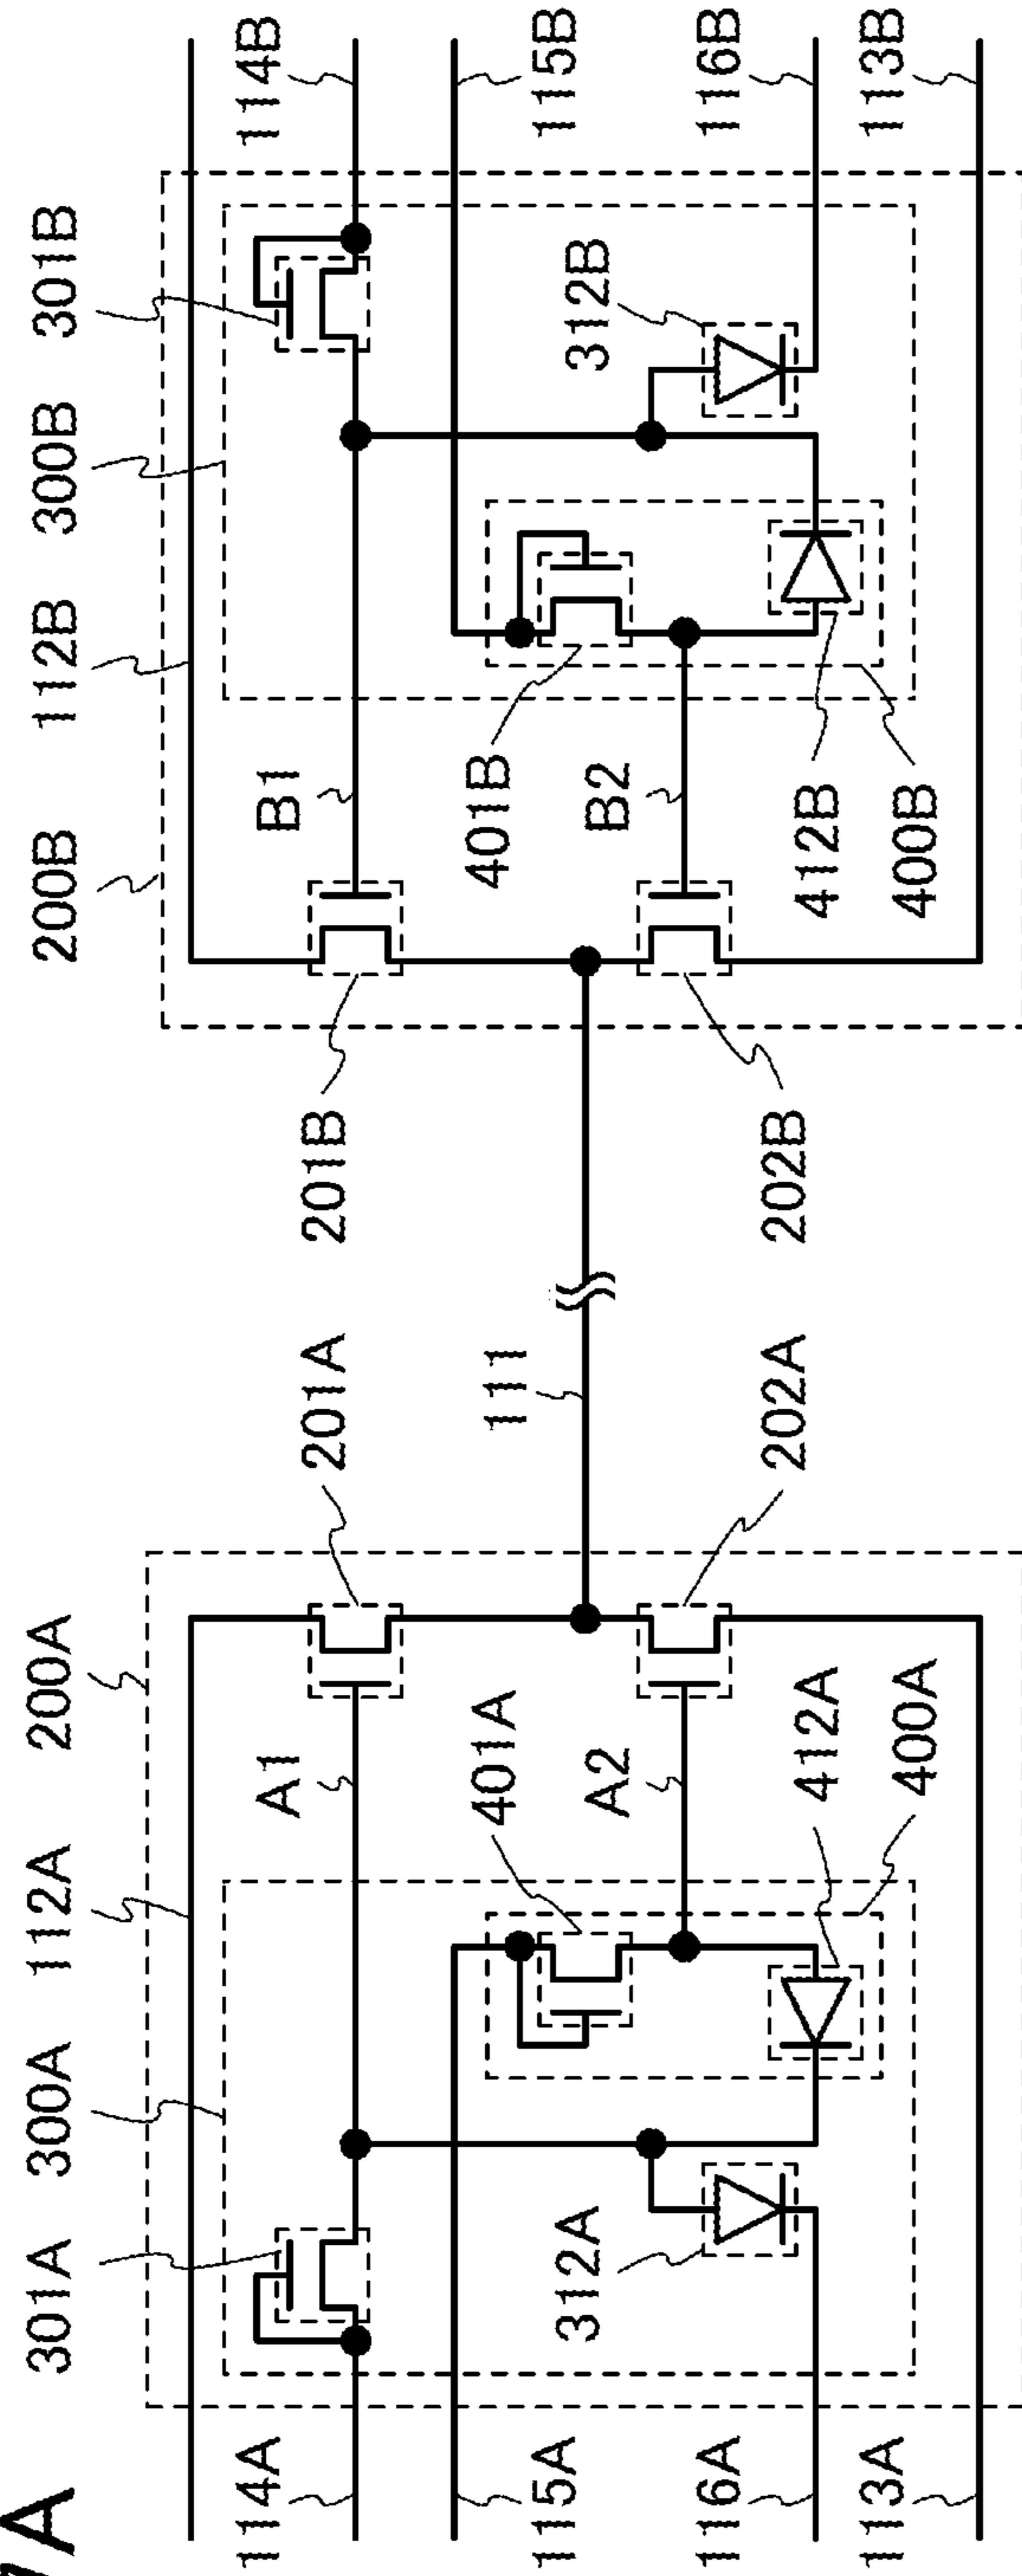 A
301A 300A 112A 200A 200B 112B 300B 301B
114A A1 B1 114B
201A 201B
401A 111 401B
115A 115B
312A A2 B2 312B
116A 116B
202A 202B
412A 412B
113A 113B
400A 400B